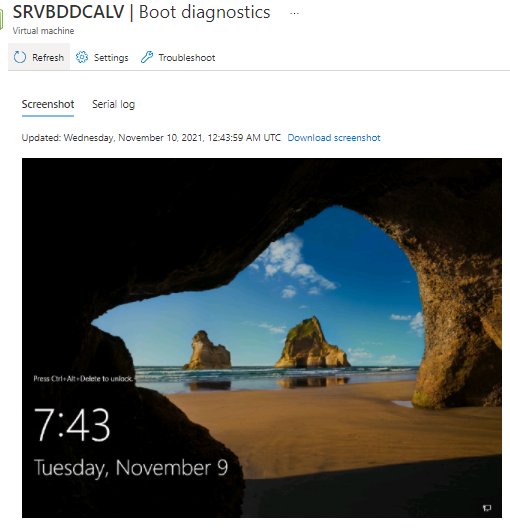 SRVBDDCALV | Boot diagnostics ...
Virtual machine
Refresh Settings Troubleshoot
Screenshot Serial log
Updated: Wednesday, November 10, 2021, 12:43:59 AM UTC Download screenshot
Press Ctrl+Alt+Delete to unlock.
7:43
Tuesday, November 9